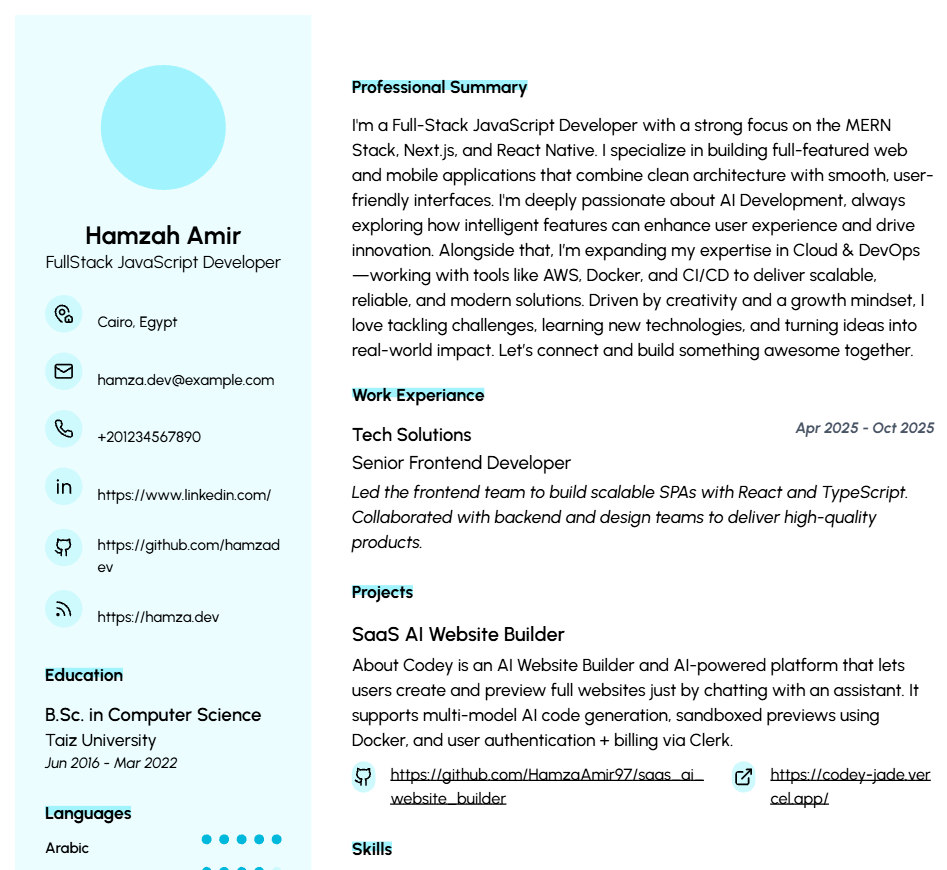 Hamzah Amir
FullStack JavaScript Developer
Cairo, Egypt
hamza.dev@example.com
+201234567890
in
https://www.linkedin.com/
https://github.com/hamzad
ev
https://hamza.dev
Education
B.Sc. in Computer Science
Taiz University
Jun 2016 - Mar 2022
Languages
Arabic
Professional Summary
I'm a Full-Stack JavaScript Developer with a strong focus on the MERN
Stack, Next.js, and React Native. I specialize in building full-featured web
and mobile applications that combine clean architecture with smooth, user-
friendly interfaces. I'm deeply passionate about AI Development, always
exploring how intelligent features can enhance user experience and drive
innovation. Alongside that, I’m expanding my expertise in Cloud & DevOps
—working with tools like AWS, Docker, and CI/CD to deliver scalable,
reliable, and modern solutions. Driven by creativity and a growth mindset, I
love tackling challenges, learning new technologies, and turning ideas into
real-world impact. Let’s connect and build something awesome together.
Work Experiance
Tech Solutions
Apr 2025 - Oct 2025
Senior Frontend Developer
Led the frontend team to build scalable SPAs with React and TypeScript.
Collaborated with backend and design teams to deliver high-quality
products.
Projects
SaaS AI Website Builder
About Codey is an AI Website Builder and AI-powered platform that lets
users create and preview full websites just by chatting with an assistant. It
supports multi-model AI code generation, sandboxed previews using
Docker, and user authentication + billing via Clerk.
https://github.com/HamzaAmir97/saas_ai_
website_builder
https://codey-jade.ver
cel.app/
Skills